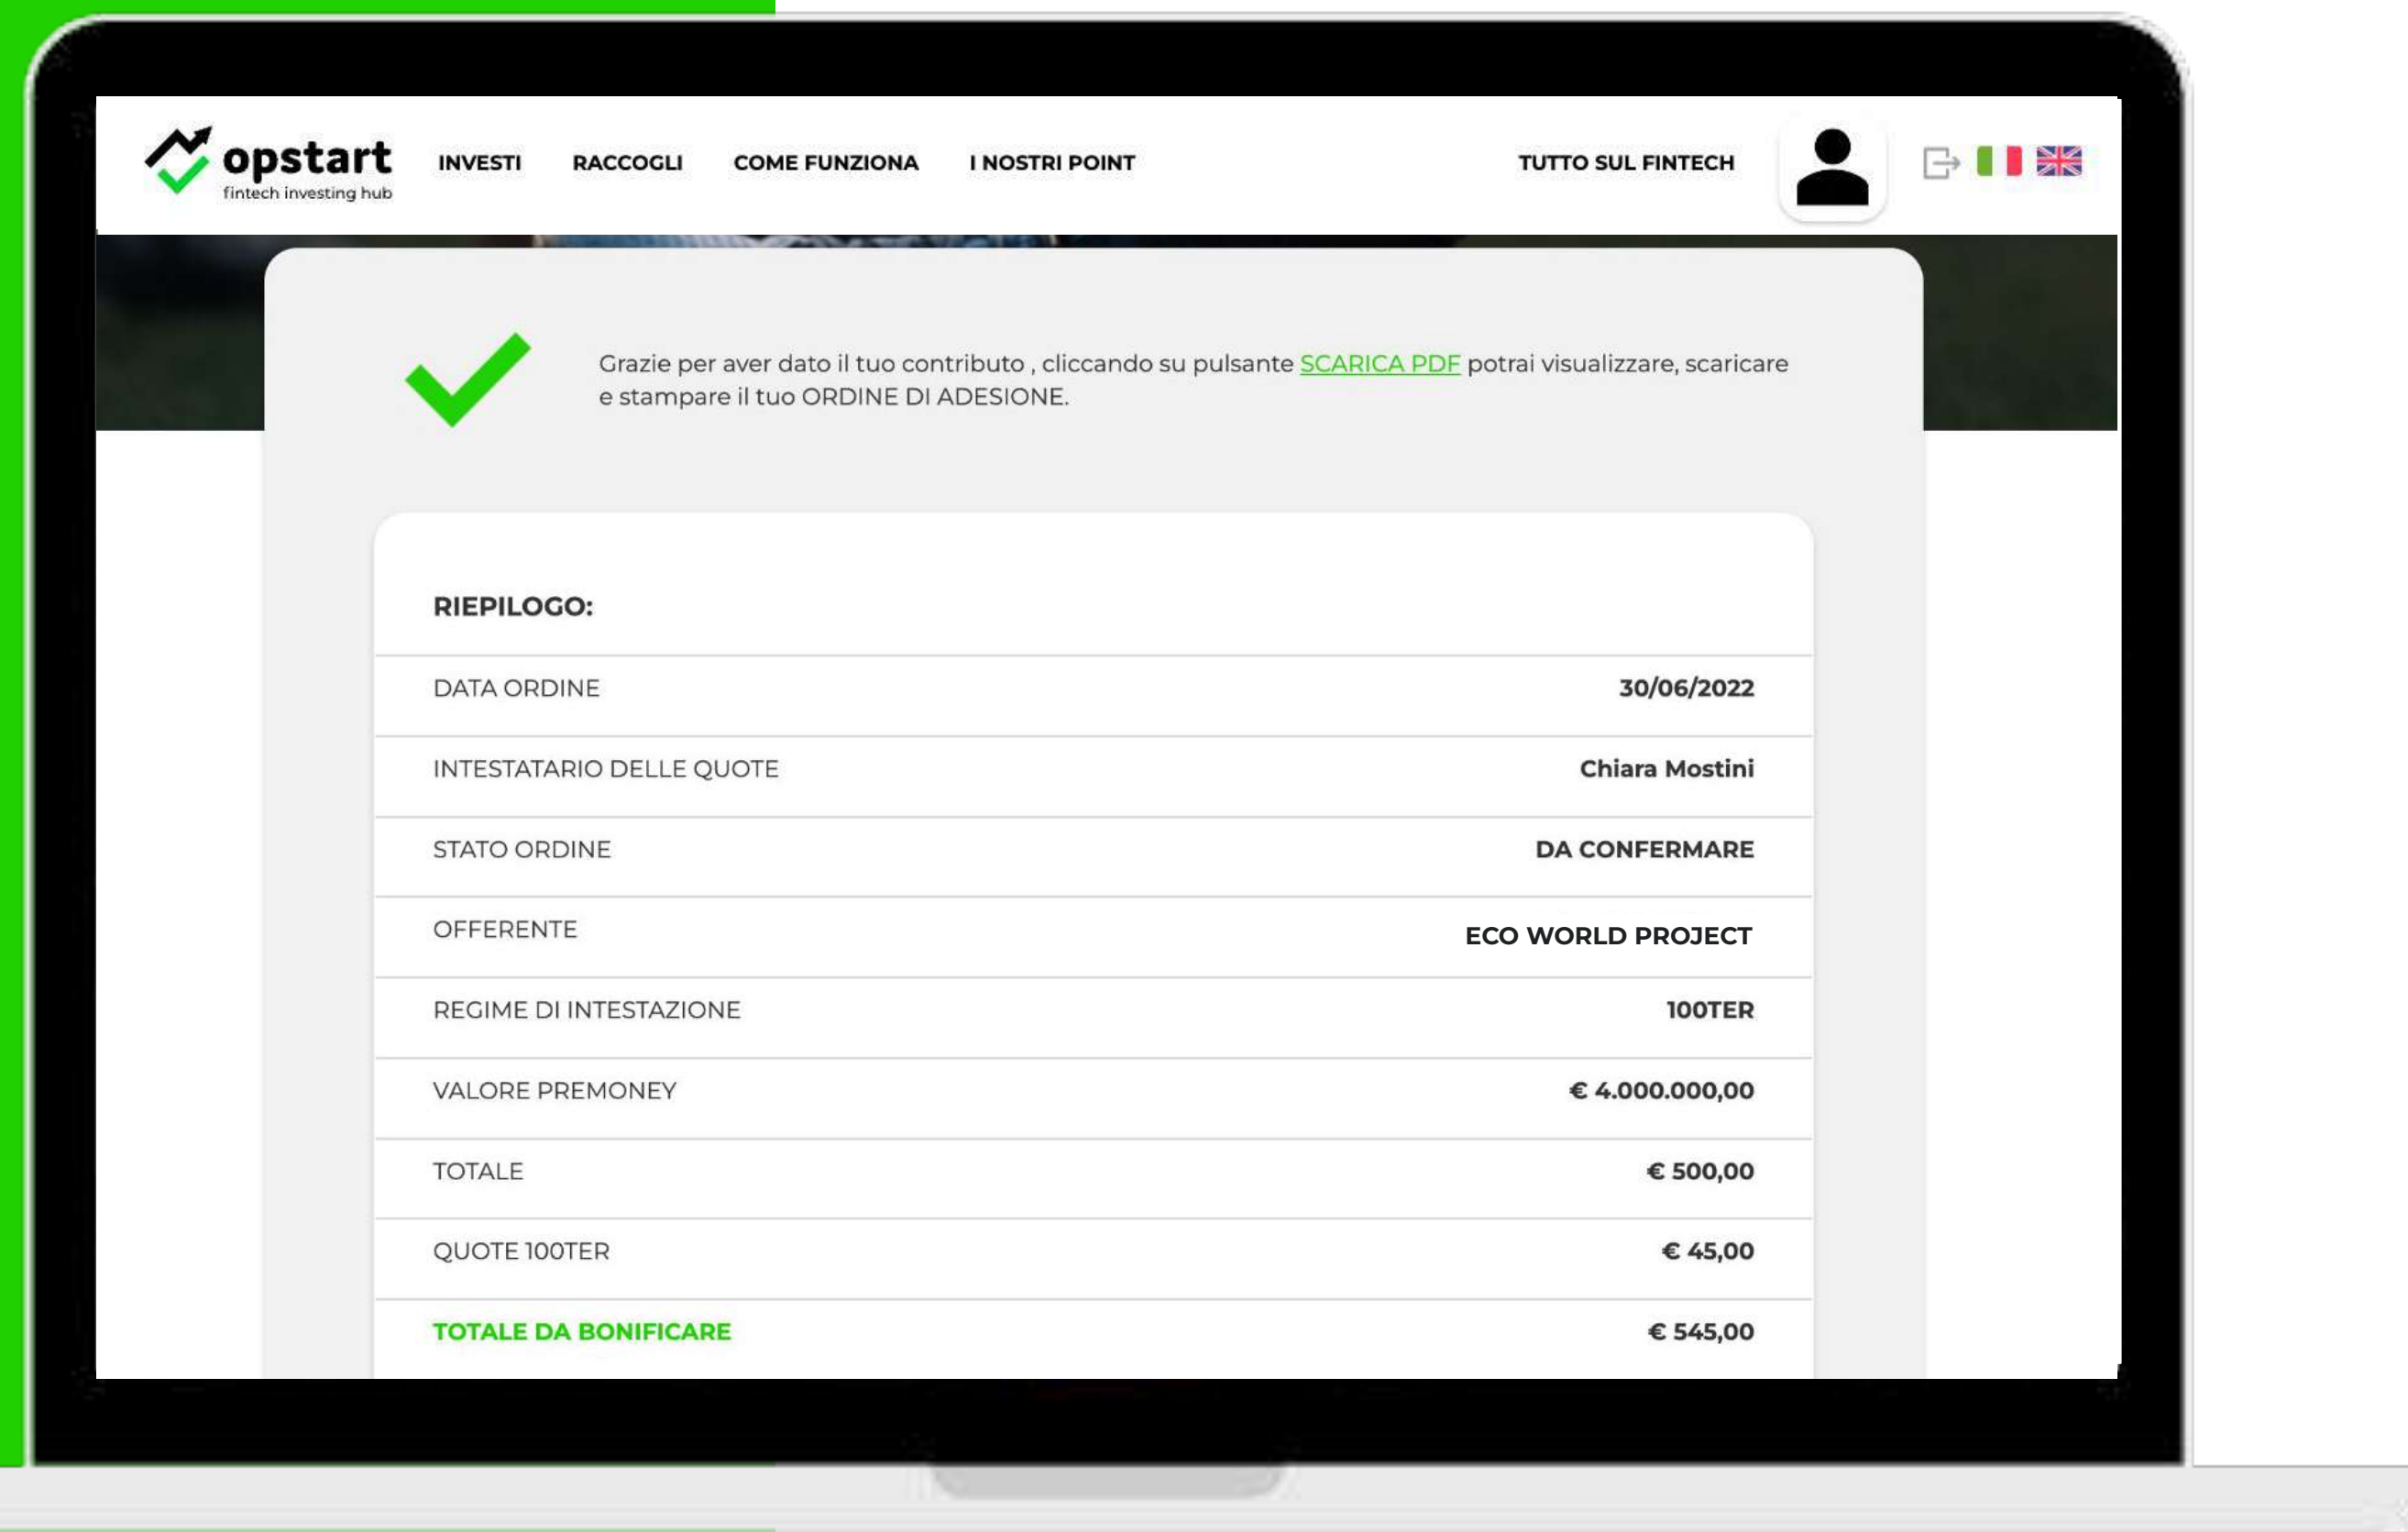 opstart
fintech investing hub
INVESTI RACCOGLI COME FUNZIONA I NOSTRI POINT TUTTO SUL FINTECH
Grazie per aver dato il tuo contributo , cliccando su pulsante SCARICA PDF potrai visualizzare, scaricare
e stampare il tuo ORDINE DI ADESIONE.
RIEPILOGO:
DATA ORDINE 30/06/2022
INTESTATARIO DELLE QUOTE Chiara Mostini
STATO ORDINE DA CONFERMARE
OFFERENTE ECO WORLD PROJECT
REGIME DI INTESTAZIONE 100TER
VALORE PREMONEY € 4.000.000,00
TOTALE € 500,00
QUOTE 100TER € 45,00
TOTALE DA BONIFICARE € 545,00